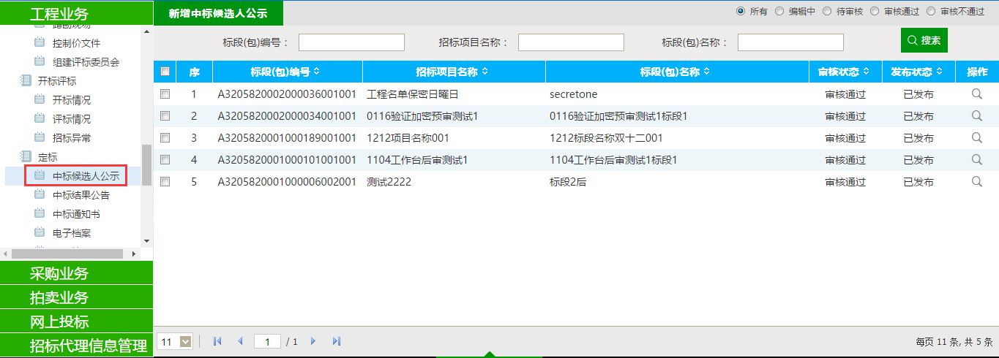 工程业务
踏勘现场
控制价文件
组建评标委员会
开标评标
开标情况
评标情况
招标异常
定标
中标候选人公示
中标结果公告
中标通知书
电子档案
采购业务
拍卖业务
网上投标
招标代理信息管理
新增中标候选人公示
所有 编辑中 待审核 审核通过 审核不通过
标段(包)编号： 招标项目名称： 标段(包)名称： 搜索
序 标段(包)编号 招标项目名称 标段(包)名称 审核状态 发布状态 操作
1 A3205820002000036001001 工程名单保密日曜日 secretone 审核通过 已发布
2 A3205820002000034001001 0116验证加密预审测试1 0116验证加密预审测试1标段1 审核通过 已发布
3 A3205820001000189001001 1212项目名称001 1212标段名称双十二001 审核通过 已发布
4 A3205820001000101001001 1104工作台后审测试1 1104工作台后审测试1标段1 审核通过 已发布
5 A3205820001000006002001 测试2222 标段2后 审核通过 已发布
11 1 / 1 每页 11 条, 共 5 条